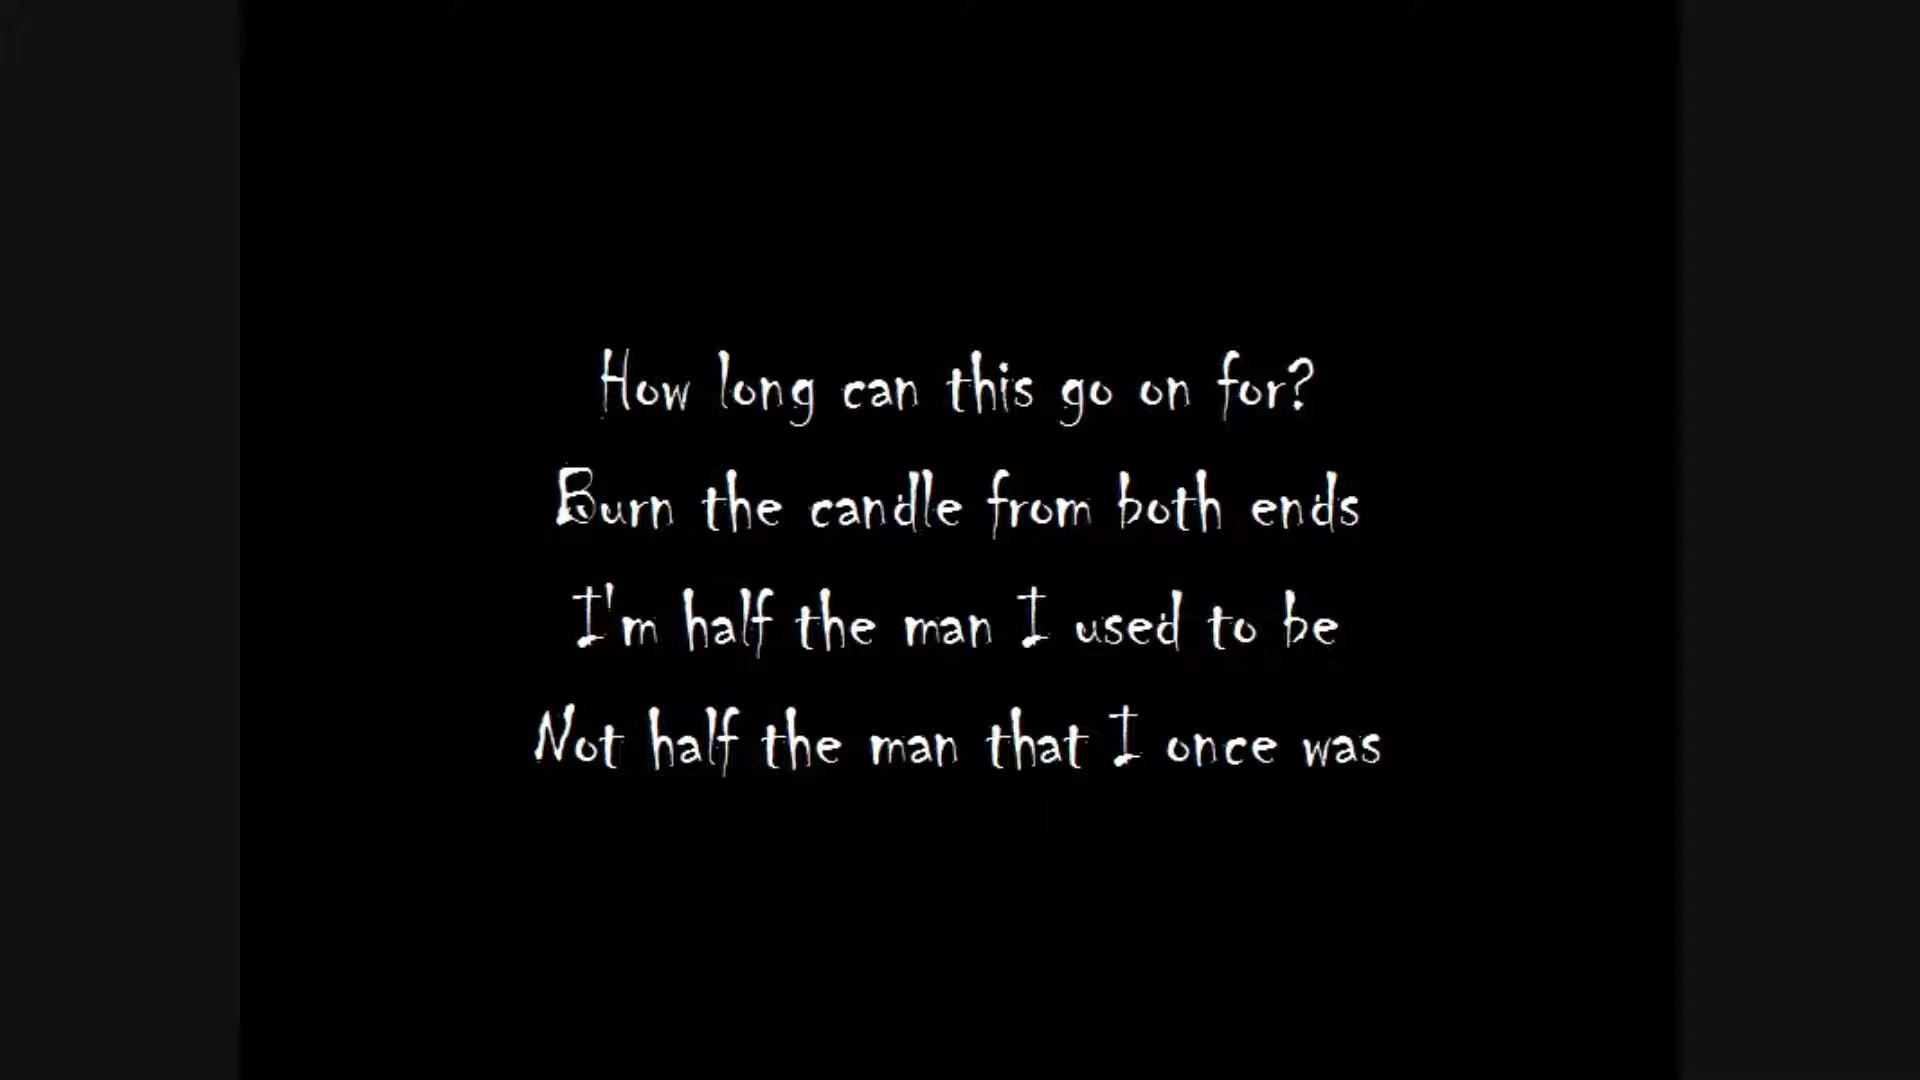 How long can this go on for?
Burn the candle from both ends
I'm half the man I used to be
Not half the man that I once was